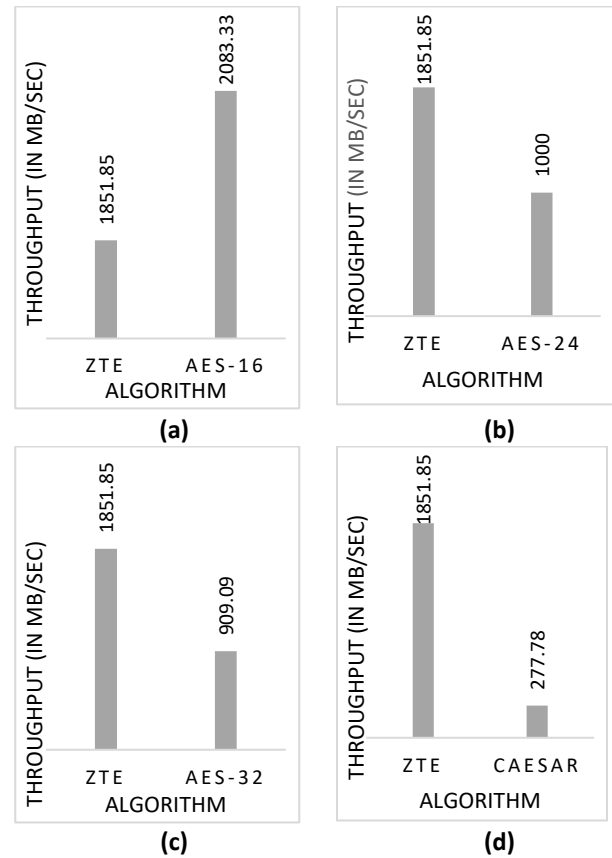 THROUGHPUT (IN MB/SEC)
1851.85
2083.33
ZTE AES-16
ALGORITHM
(a)
THROUGHPUT (IN MB/SEC)
1851.85
1000
ZTE AES-24
ALGORITHM
(b)
THROUGHPUT (IN MB/SEC)
1851.85
909.09
ZTE AES-32
ALGORITHM
(c)
THROUGHPUT (IN MB/SEC)
1851.85
277.78
ZTE CAESAR
ALGORITHM
(d)